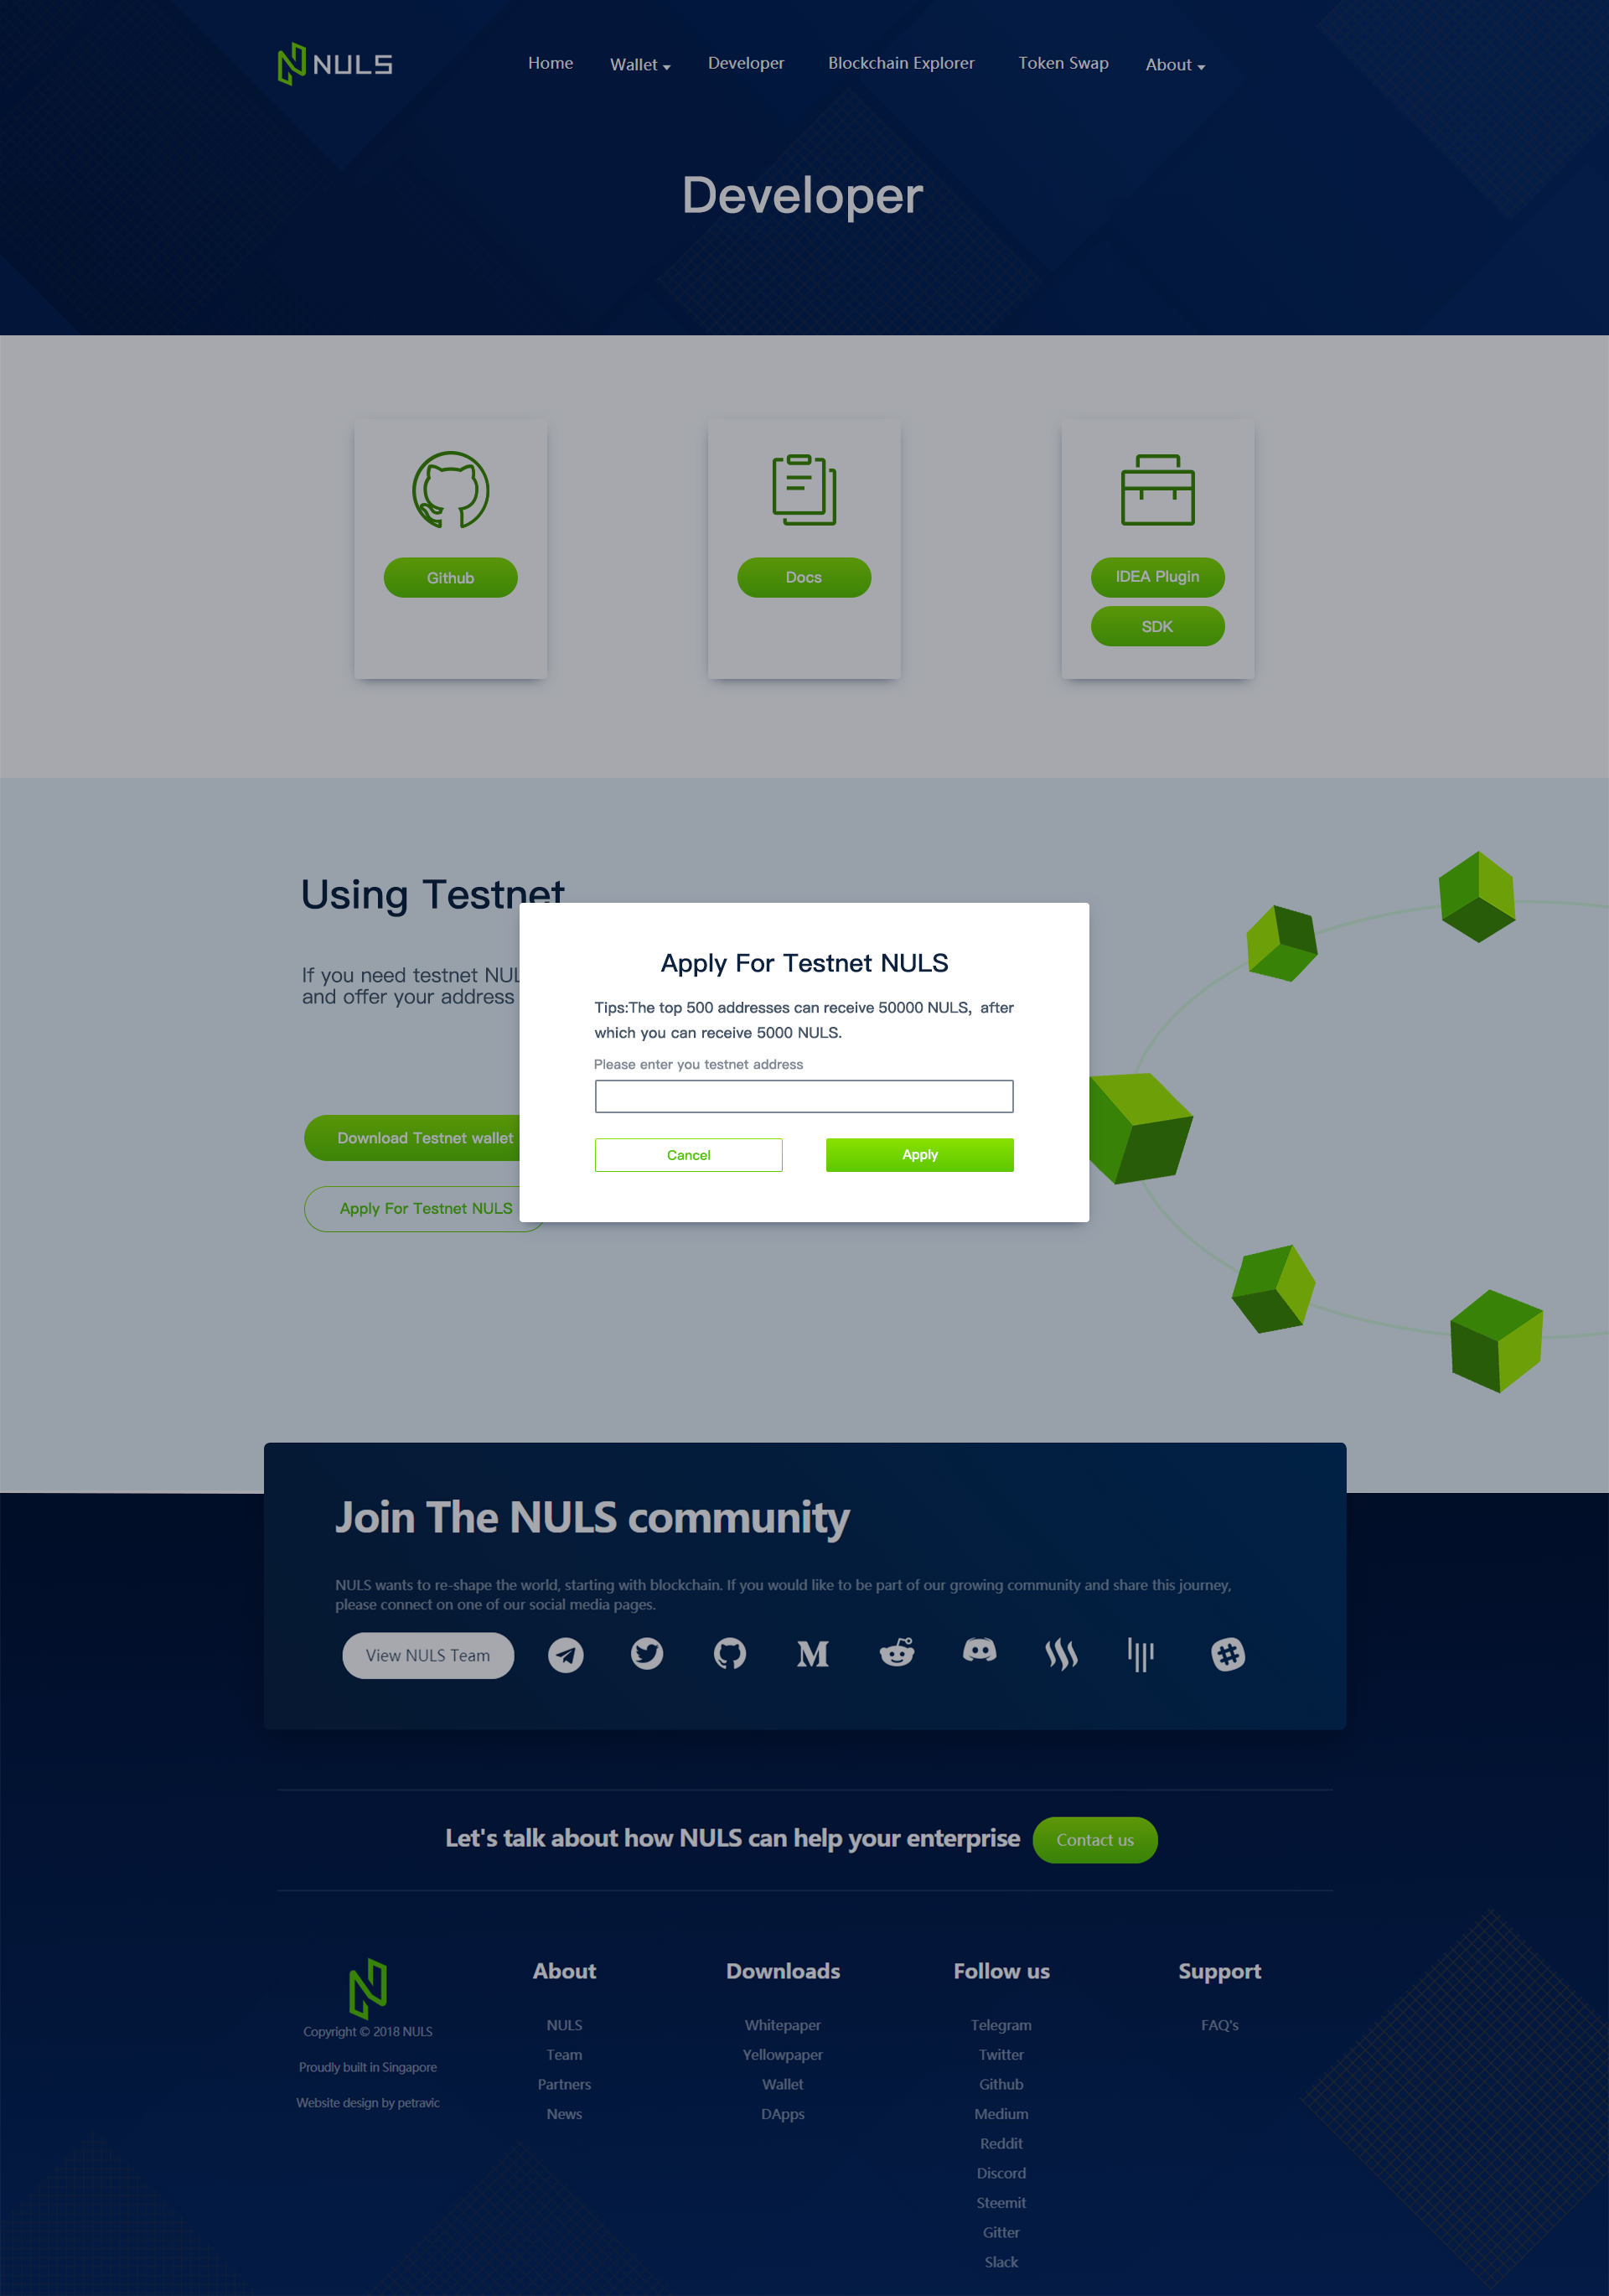 NULS
Home
Wallet
Developer
Blockchain Explorer
Token Swap
About
Developer
Github
Docs
IDEA Plugin
SDK
Using Testnet
If you need testnet
and offer your address
Download Testnet wallet
Apply For Testnet NULS
Apply For Testnet NULS
Tips:The top 500 addresses can receive 50000 NULS, after
which you can receive 5000 NULS.
Please enter you testnet address
Cancel
Apply
Join The NULS community
NULS wants to re-shape the world, starting with blockchain. If you would like to be part of our growing community and share this journey,
please connect on one of our social media pages.
View NULS Team
Let's talk about how NULS can help your enterprise
Contact us
Copyright © 2018 NULS
Proudly built in Singapore
Website design by petravic
About
NULS
Team
Partners
News
Downloads
Whitepaper
Yellowpaper
Wallet
DApps
Follow us
Telegram
Twitter
Github
Medium
Reddit
Discord
Steemit
Gitter
Slack
Support
FAQ's